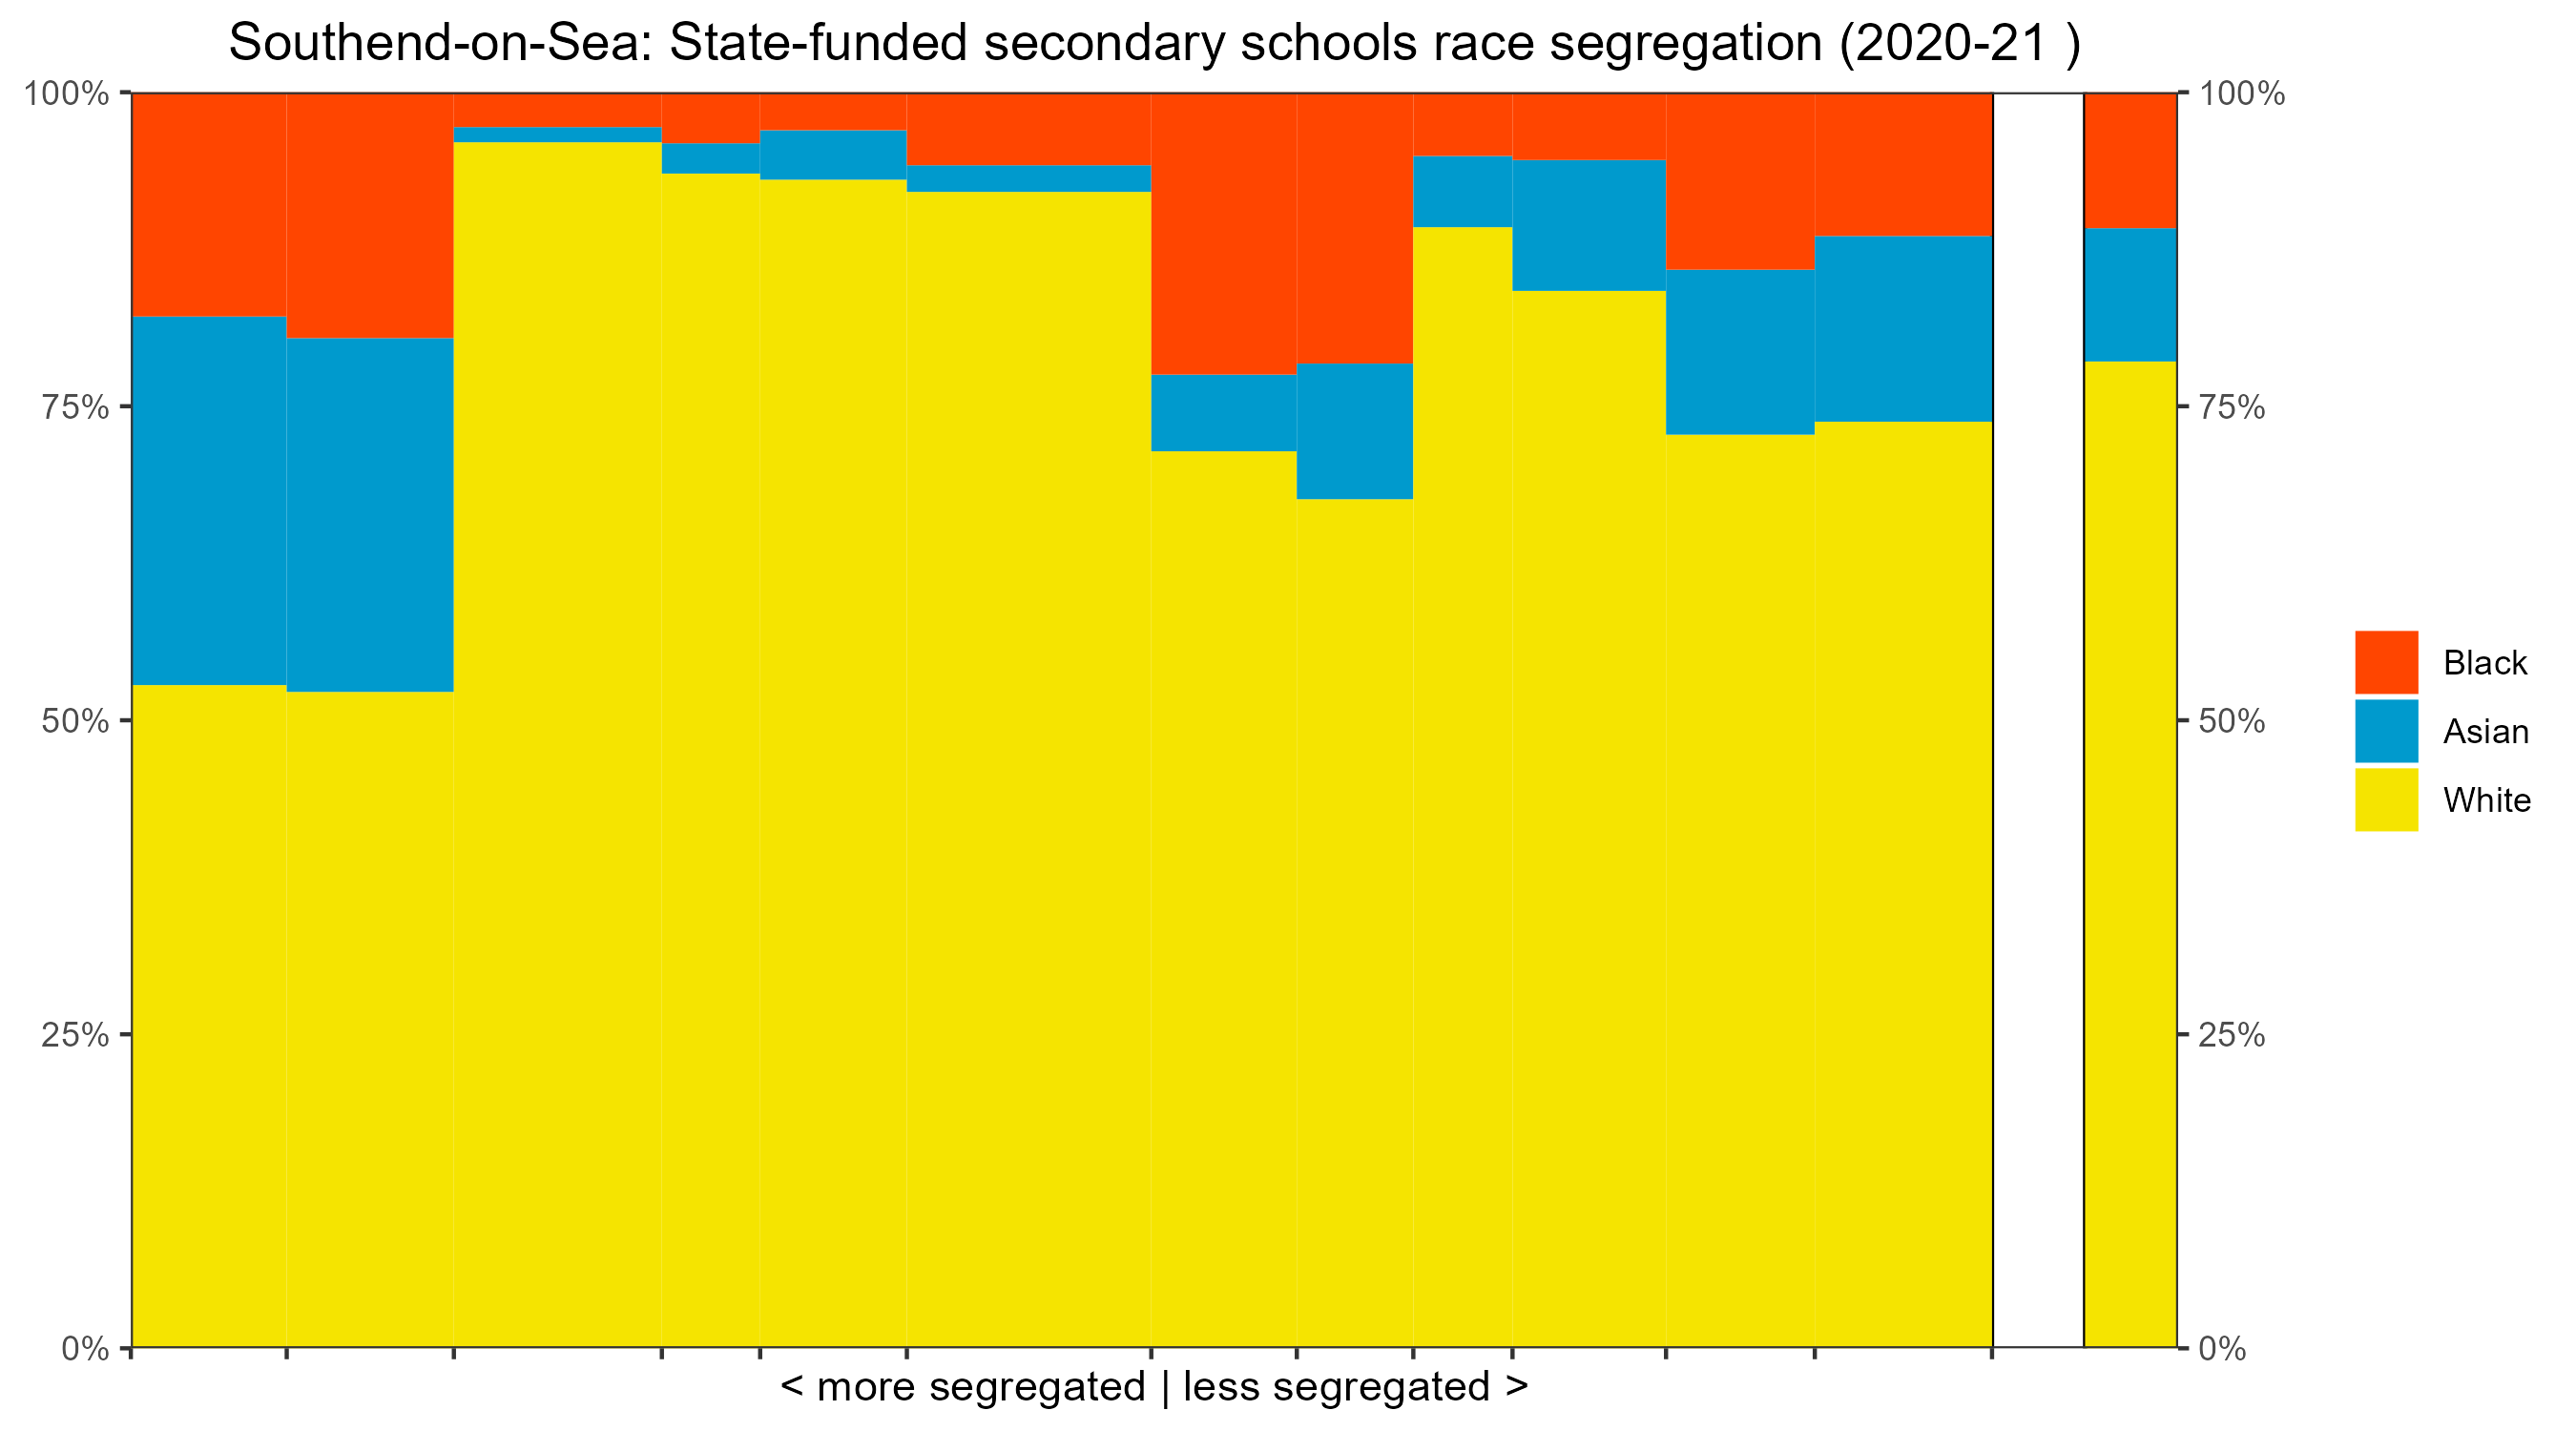 Southend-on-Sea: State-funded secondary schools race segregation (2020-21 )
100%
75%
50%
25%
0%
100%
75%
50%
25%
0%
Black
Asian
White
< more segregated | less segregated >